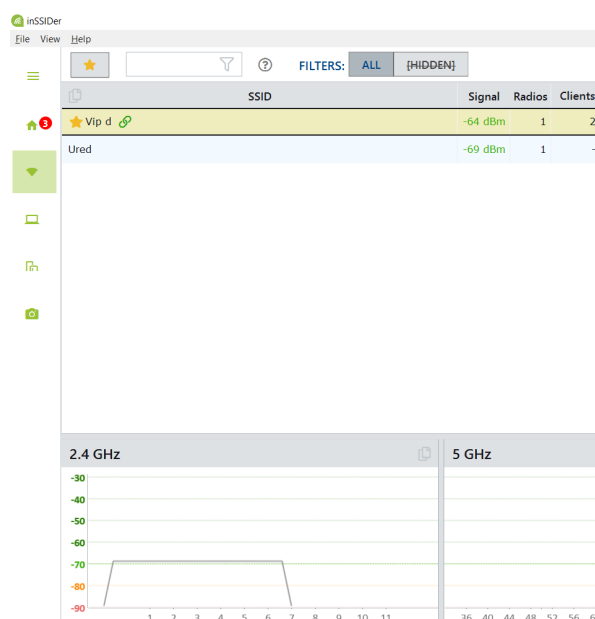 inSSIDer
File View Help
FILTERS: ALL [HIDDEN]
SSID Signal Radios Clients
3
Vip d -64 dBm 1 2
Ured -69 dBm 1 -
2.4 GHz 5 GHz
-30
-40
-50
-60
-70
-80
-90
1 2 3 4 5 6 7 8 9 10 11 36 40 44 48 52 56